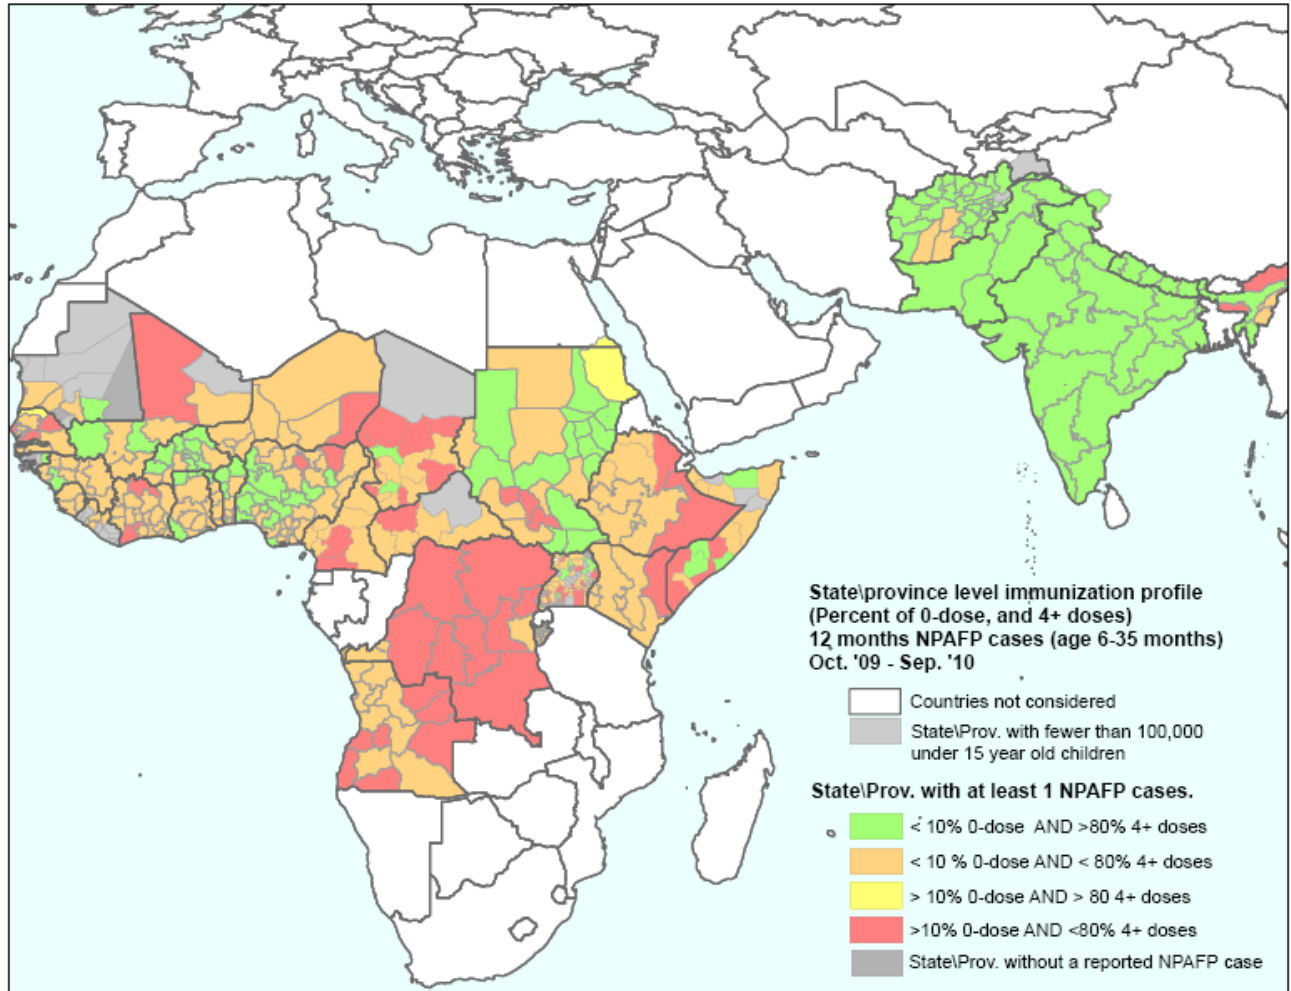 State\province level immunization profile
(Percent of 0-dose, and 4+ doses)
12 months NPAFP cases (age 6-35 months)
Oct. '09 - Sep. '10
Countries not considered
State\Prov. with fewer than 100,000
under 15 year old children
State\Prov. with at least 1 NPAFP cases.
< 10% 0-dose AND >80% 4+ doses
< 10 % 0-dose AND < 80% 4+ doses
> 10% 0-dose AND > 80 4+ doses
>10% 0-dose AND <80% 4+ doses
State\Prov. without a reported NPAFP case